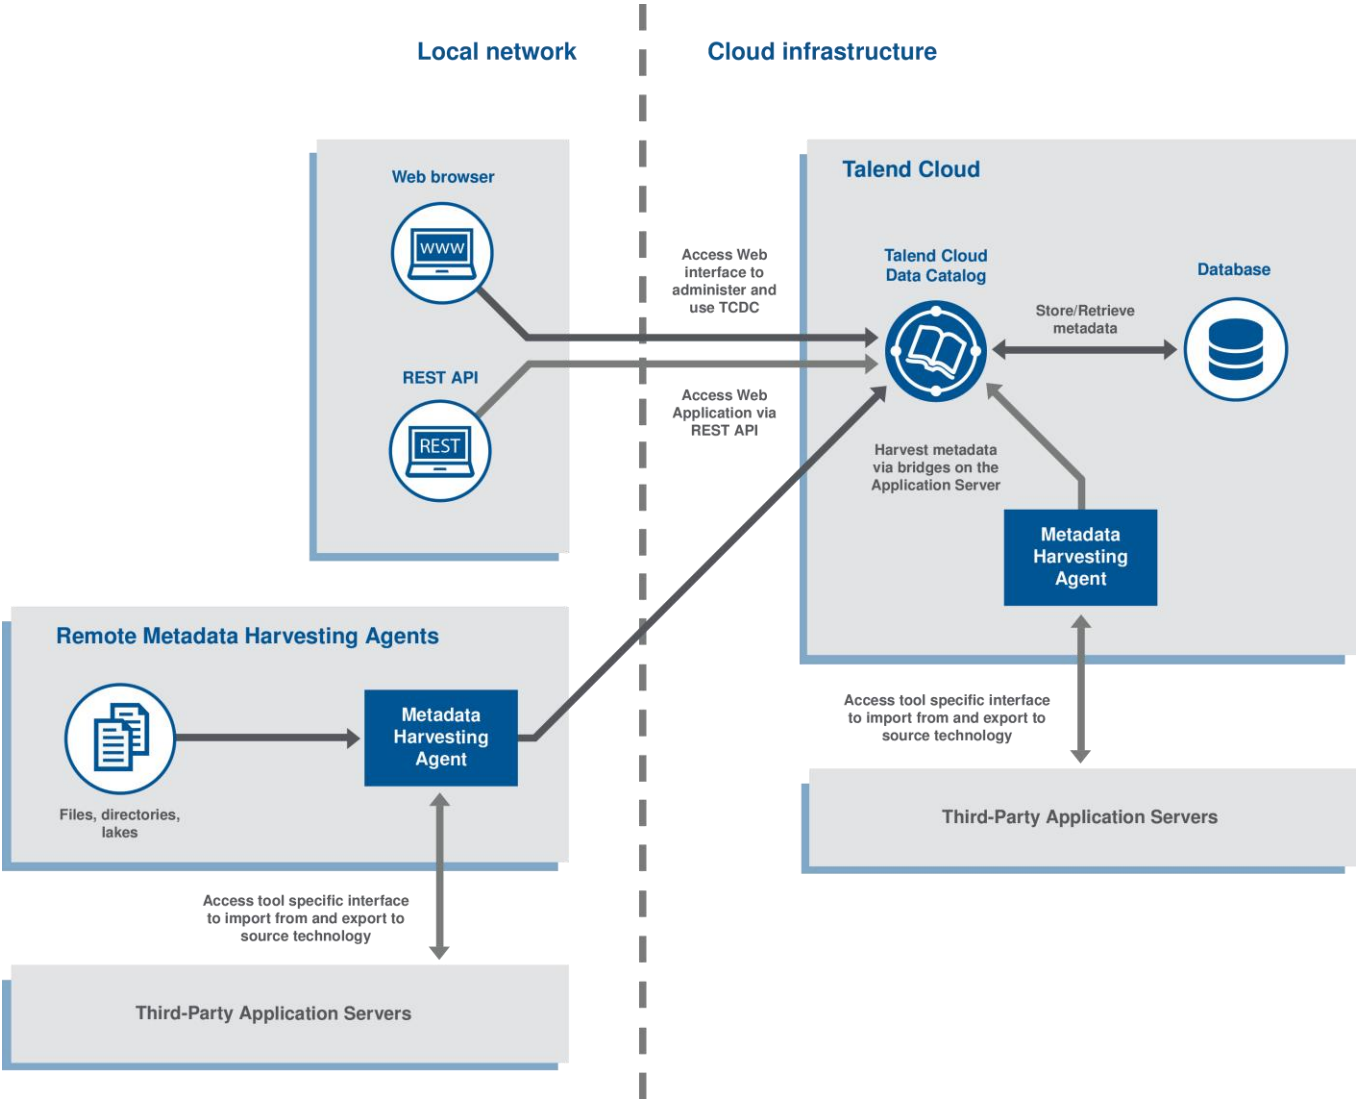 Local network
Cloud infrastructure
Web browser
WWW
REST API
REST
Access Web
interface to
administer and
use TCDC
Access Web
Application via
REST API
Talend Cloud
Talend Cloud
Data Catalog
Database
Store/Retrieve
metadata
Harvest metadata
via bridges on the
Application Server
Metadata
Harvesting
Agent
Access tool specific interface
to import from and export to
source technology
Third-Party Application Servers
Remote Metadata Harvesting Agents
Files, directories,
lakes
Metadata
Harvesting
Agent
Access tool specific interface
to import from and export to
source technology
Third-Party Application Servers